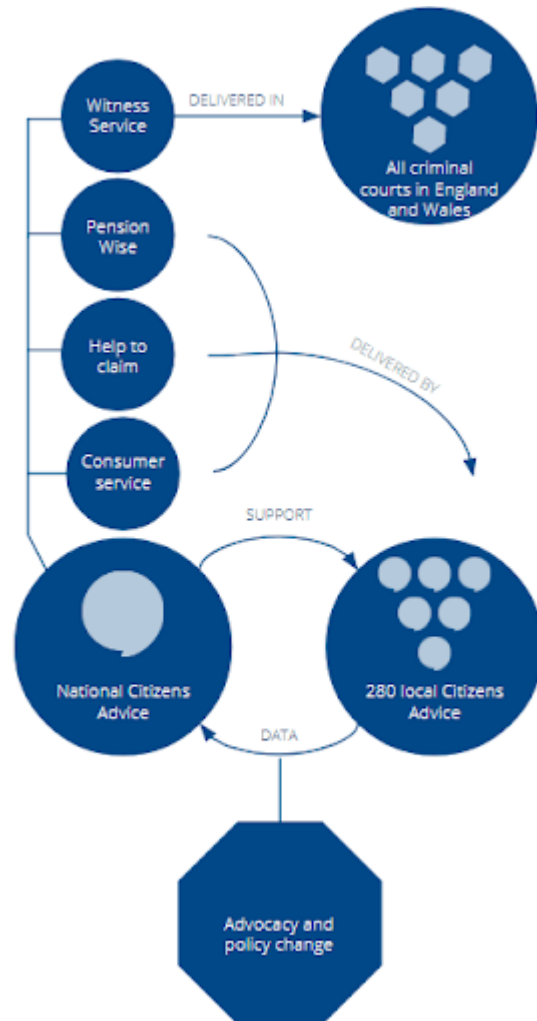 Witness
Service
DELIVERED IN
All criminal
courts in England
and Wales
Pension
Wise
Help to
claim
DELIVERED BY
Consumer
service
SUPPORT
National Citizens
Advice
280 local Citizens
Advice
DATA
Advocacy and
policy change